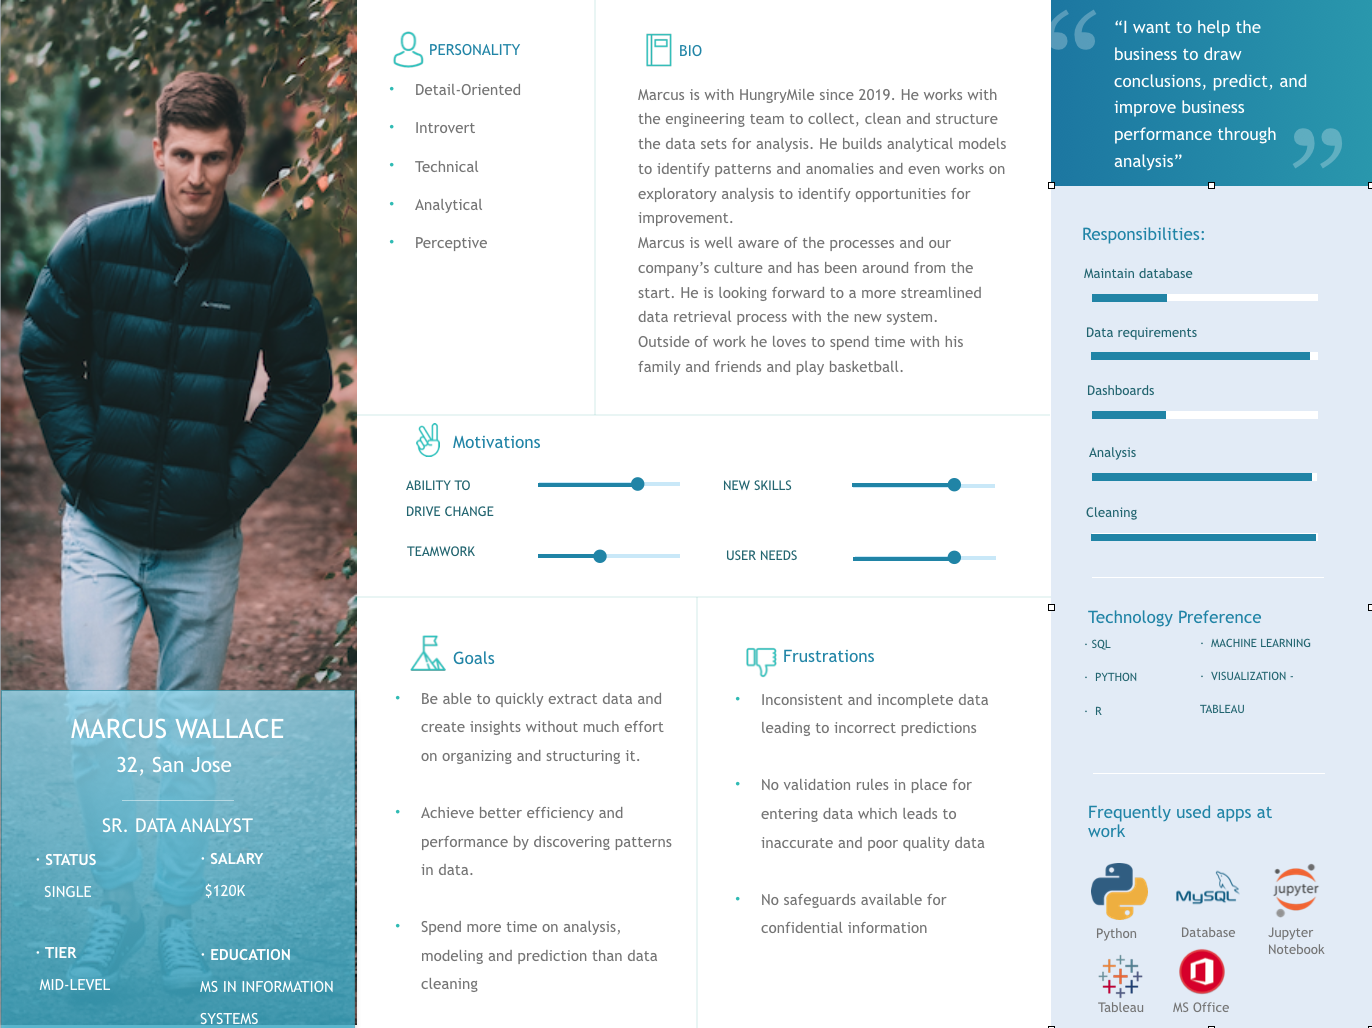 MARCUS WALLACE
32, San Jose
SR. DATA ANALYST
· STATUS
SINGLE
· SALARY
$120K
· TIER
MID-LEVEL
· EDUCATION
MS IN INFORMATION
SYSTEMS
PERSONALITY
• Detail-Oriented
• Introvert
• Technical
• Analytical
• Perceptive
BIO
Marcus is with HungryMile since 2019. He works with
the engineering team to collect, clean and structure
the data sets for analysis. He builds analytical models
to identify patterns and anomalies and even works on
exploratory analysis to identify opportunities for
improvement.
Marcus is well aware of the processes and our
company’s culture and has been around from the
start. He is looking forward to a more streamlined
data retrieval process with the new system.
Outside of work he loves to spend time with his
family and friends and play basketball.
Motivations
ABILITY TO
DRIVE CHANGE
NEW SKILLS
TEAMWORK
USER NEEDS
Goals
• Be able to quickly extract data and
create insights without much effort
on organizing and structuring it.
• Achieve better efficiency and
performance by discovering patterns
in data.
• Spend more time on analysis,
modeling and prediction than data
cleaning
Frustrations
• Inconsistent and incomplete data
leading to incorrect predictions
• No validation rules in place for
entering data which leads to
inaccurate and poor quality data
• No safeguards available for
confidential information
“I want to help the
business to draw
conclusions, predict, and
improve business
performance through
analysis”
Responsibilities:
Maintain database
Data requirements
Dashboards
Analysis
Cleaning
Technology Preference
· SQL
· PYTHON
· R
· MACHINE LEARNING
· VISUALIZATION -
TABLEAU
Frequently used apps at
work
Python
MySQL
Database
jupyter
Jupyter
Notebook
Tableau
MS Office